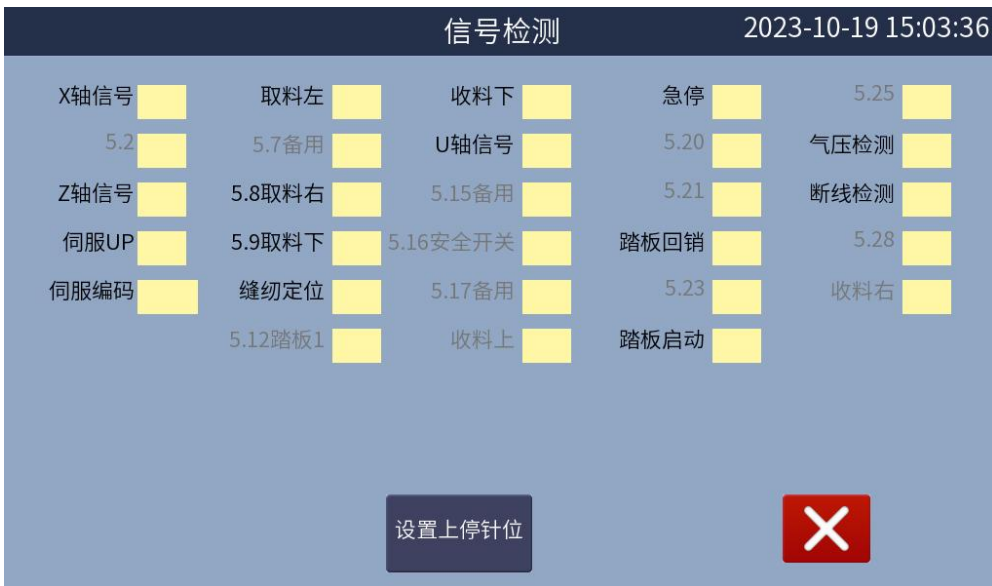 信号检测 2023-10-19 15:03:36
X轴信号 取料左 收料下 急停 5.25
5.2 5.7备用 U轴信号 5.20 气压检测
Z轴信号 5.8取料右 5.15备用 5.21 断线检测
伺服UP 5.9取料下 5.16安全开关 踏板回销 5.28
伺服编码 缝纫定位 5.17备用 5.23 收料右
5.12踏板1 收料上 踏板启动
设置上停针位